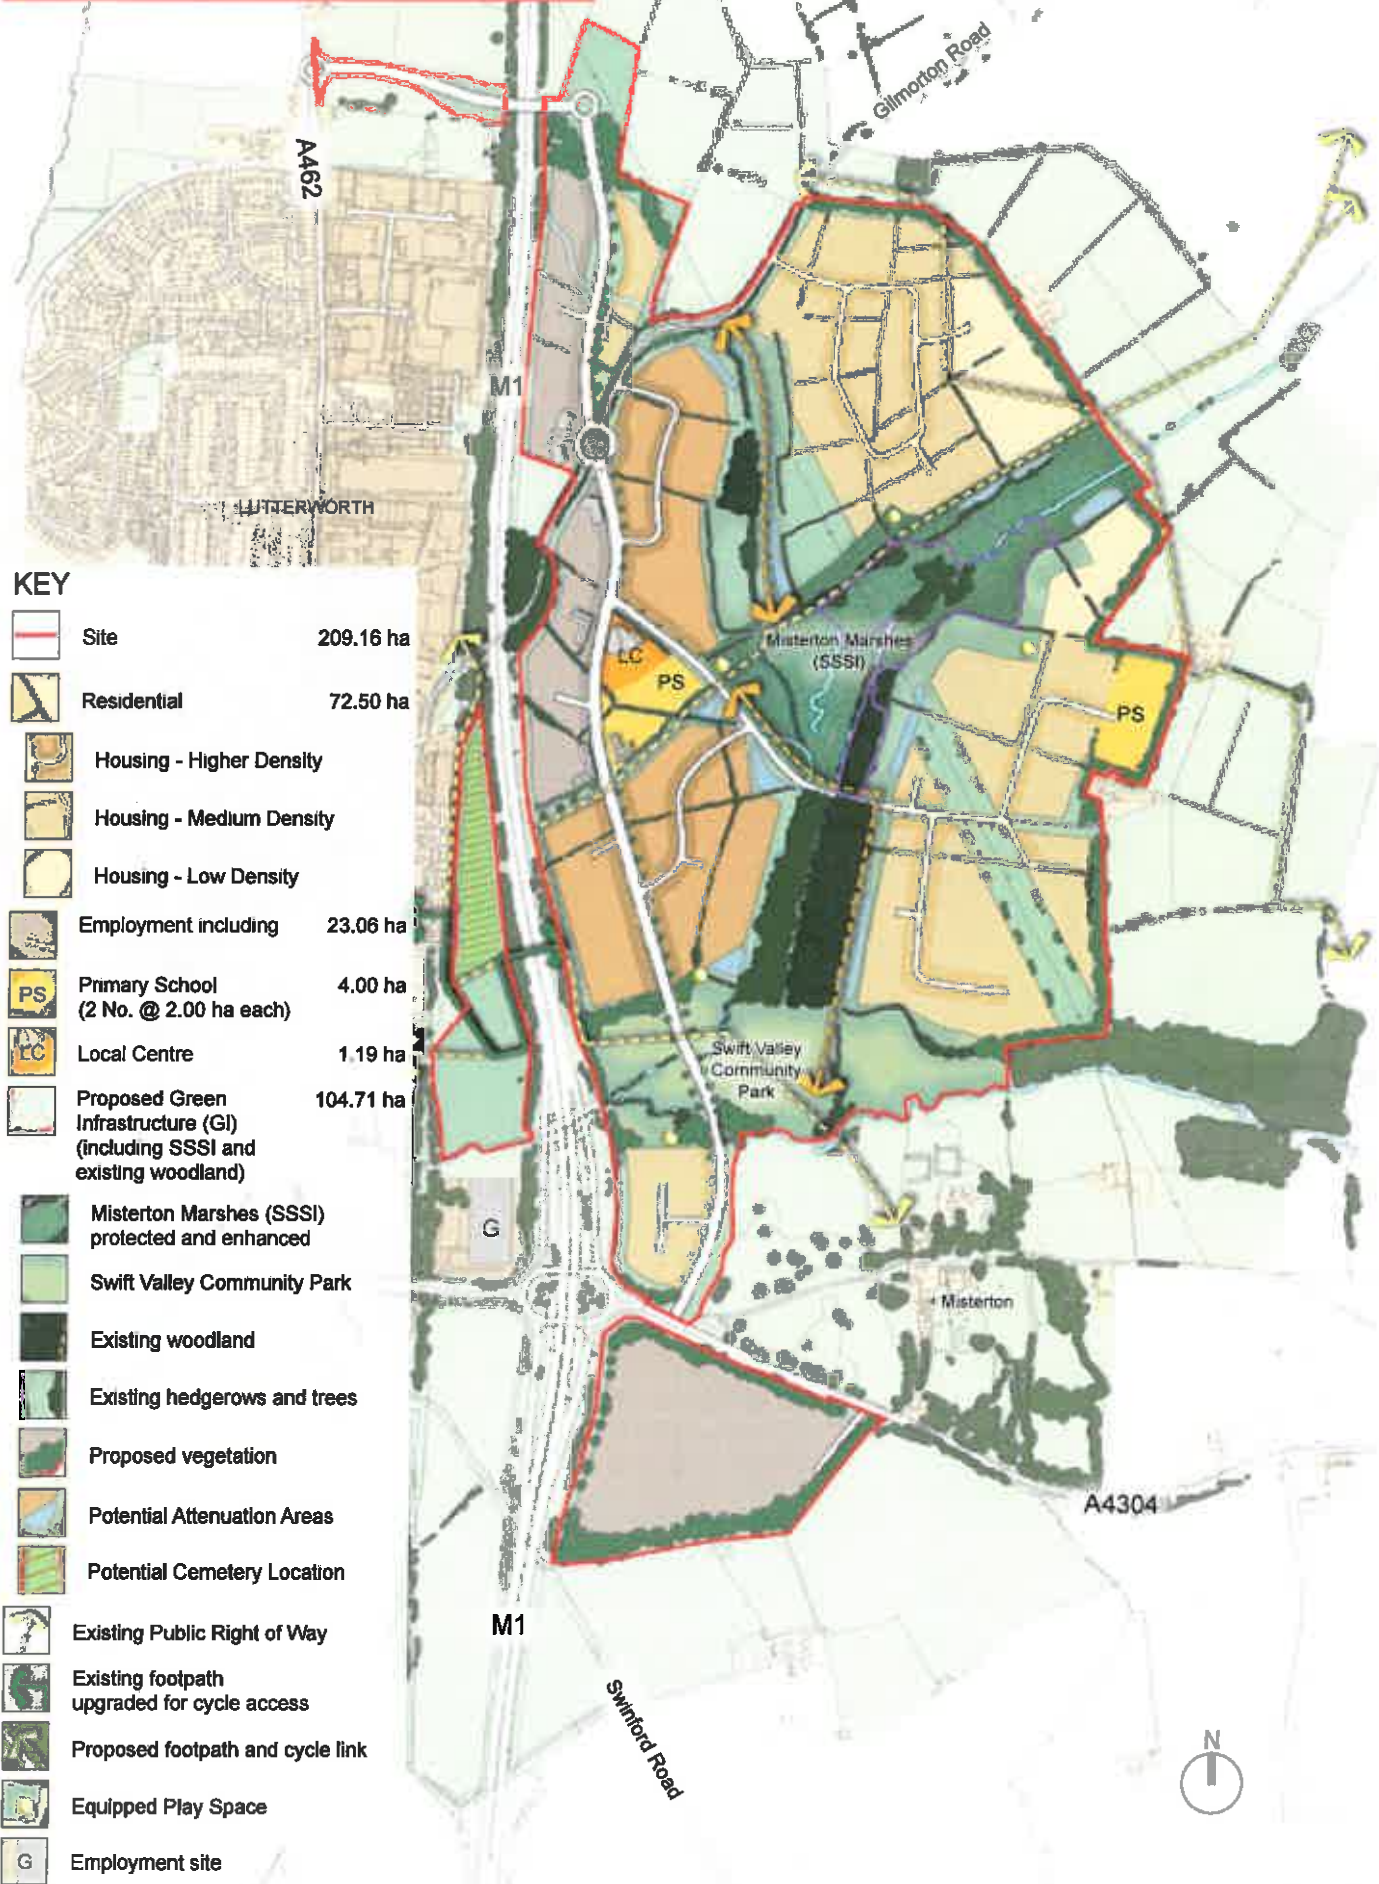 Gilmorton Road
A462
M1
LUTTERWORTH
KEY
Site 209.16 ha
Residential 72.50 ha
Housing - Higher Density
Housing - Medium Density
Housing - Low Density
Employment including 23.06 ha
PS Primary School 4.00 ha
(2 No. @ 2.00 ha each)
LC Local Centre 1.19 ha
Proposed Green 104.71 ha
Infrastructure (GI)
(including SSSI and
existing woodland)
Misterton Marshes (SSSI)
protected and enhanced
Swift Valley Community Park
Existing woodland
Existing hedgerows and trees
Proposed vegetation
Potential Attenuation Areas
Potential Cemetery Location
Existing Public Right of Way
Existing footpath
upgraded for cycle access
Proposed footpath and cycle link
Equipped Play Space
G Employment site
LC
PS
Misterton Marshes
(SSSI)
PS
Swift Valley
Community
Park
G
Misterton
A4304
M1
Swinford Road
N